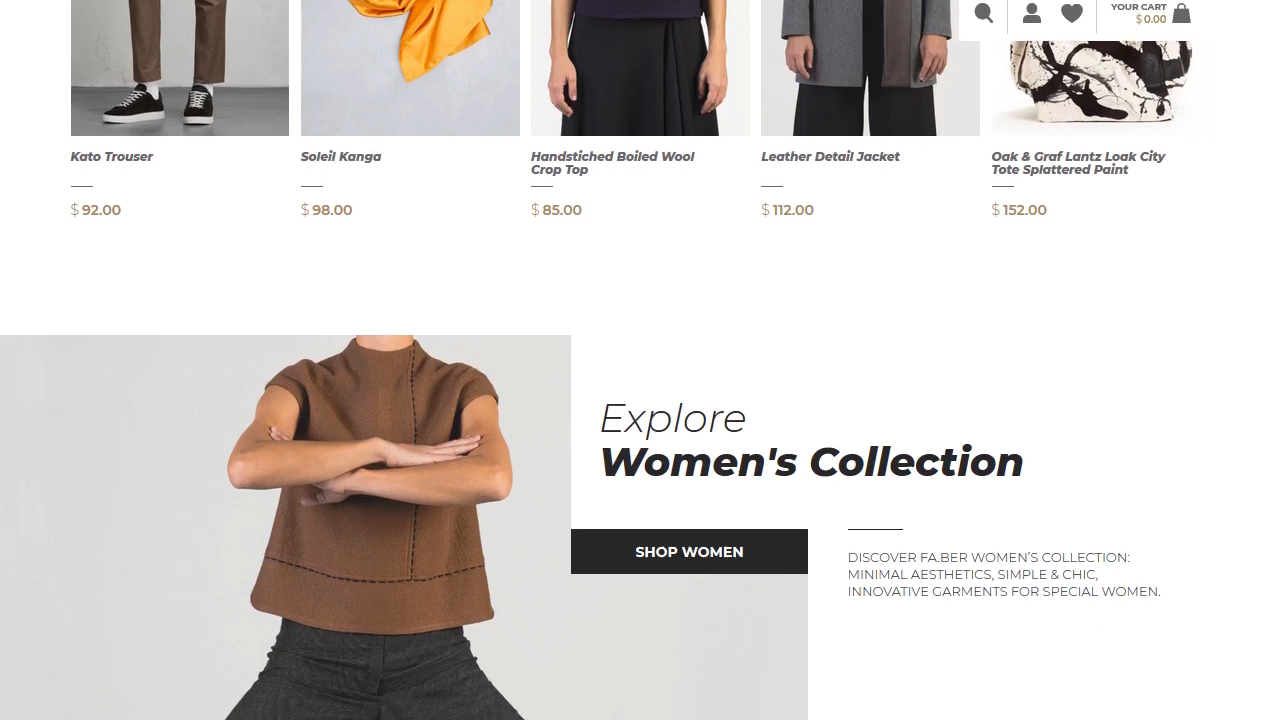 YOUR CART
$ 0.00
Kato Trouser
$ 92.00
Soleil Kanga
$ 98.00
Handstiched Boiled Wool
Crop Top
$ 85.00
Leather Detail Jacket
$ 112.00
Oak & Graf Lantz Loak City
Tote Splattered Paint
$ 152.00
Explore
Women's Collection
SHOP WOMEN
DISCOVER FA.BER WOMEN’S COLLECTION:
MINIMAL AESTHETICS, SIMPLE & CHIC,
INNOVATIVE GARMENTS FOR SPECIAL WOMEN.